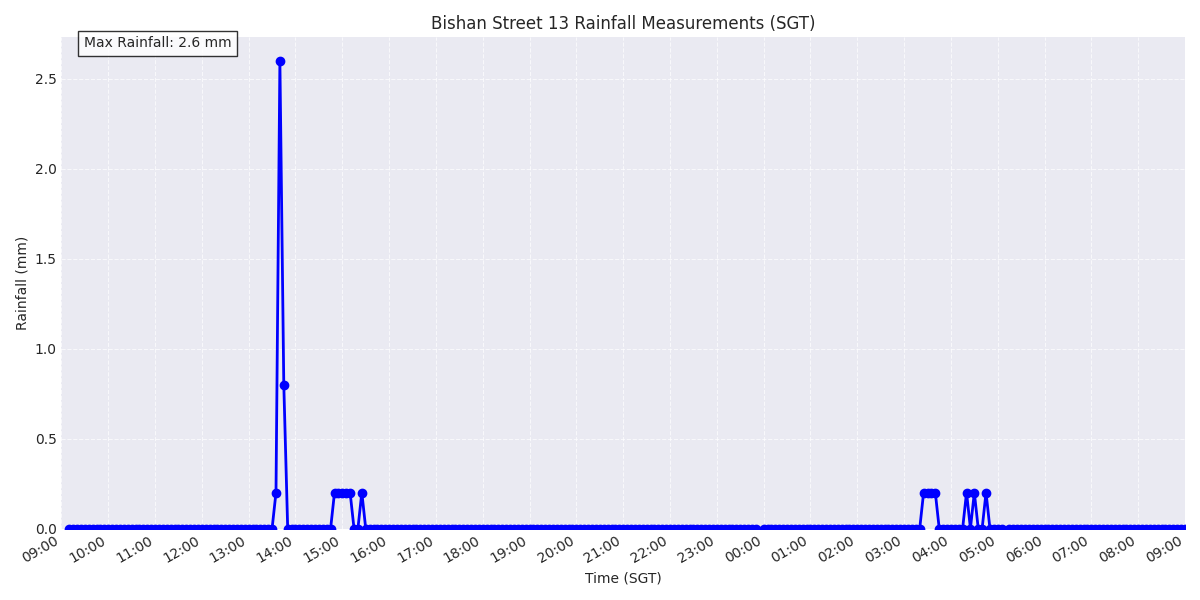 Bishan Street 13 Rainfall Measurements (SGT)
Max Rainfall: 2.6 mm
2.5
2.0
1.5
1.0
0.5
0.0
Rainfall (mm)
09:00 10:00 11:00 12:00 13:00 14:00 15:00 16:00 17:00 18:00 19:00 20:00 21:00 22:00 23:00 00:00 01:00 02:00 03:00 04:00 05:00 06:00 07:00 08:00 09:00
Time (SGT)